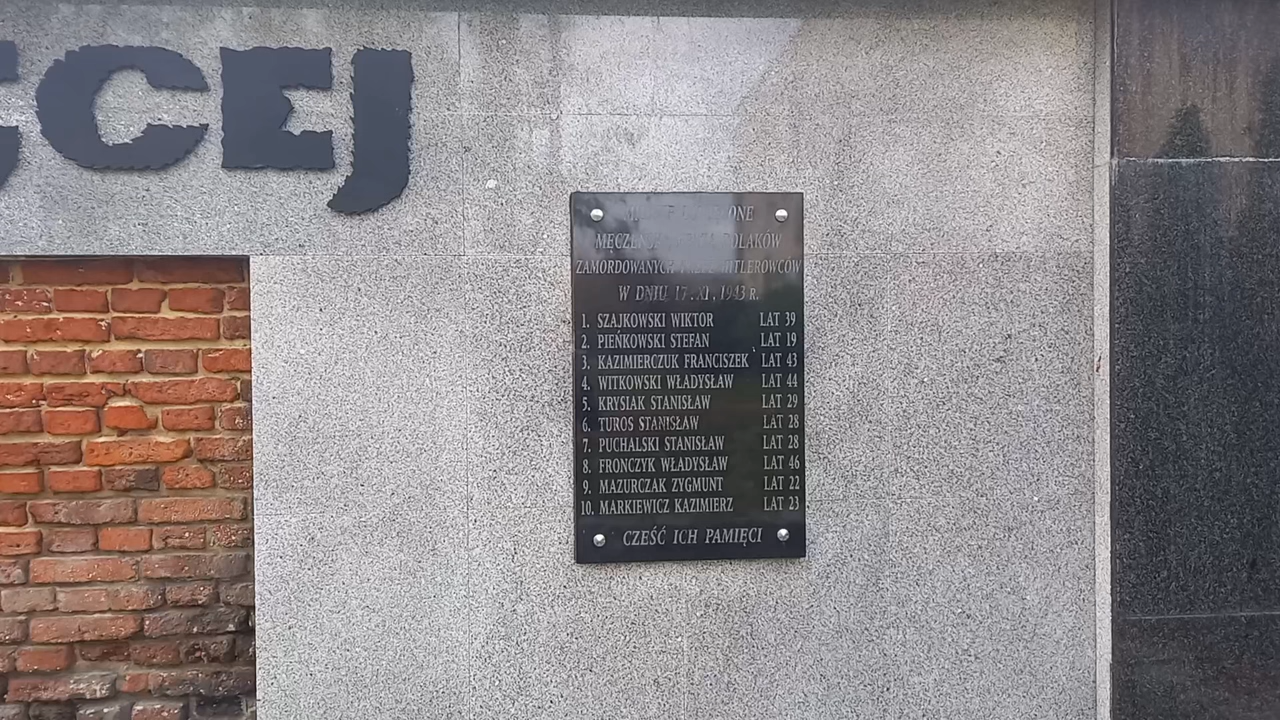 ĘCEJ
MĘCZEŃSKĄ POLAKÓW
ZAMORDOWANYCH PRZEZ HITLEROWCÓW
W DNIU 17.XI.1943 R.
1. SZAJKOWSKI WIKTOR LAT 39
2. PIEŃKOWSKI STEFAN LAT 19
3. KAZIMIERCZUK FRANCISZEK LAT 43
4. WITKOWSKI WŁADYSŁAW LAT 44
5. KRYSIAK STANISŁAW LAT 29
6. TUROS STANISŁAW LAT 28
7. PUCHALSKI STANISŁAW LAT 28
8. FRONCZYK WŁADYSŁAW LAT 46
9. MAZURCZAK ZYGMUNT LAT 22
10. MARKIEWICZ KAZIMIERZ LAT 23
CZEŚĆ ICH PAMIĘCI